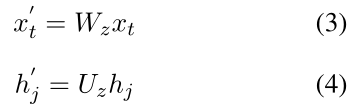 x'_t = W_z x_t (3)
h'_j = U_z h_j (4)